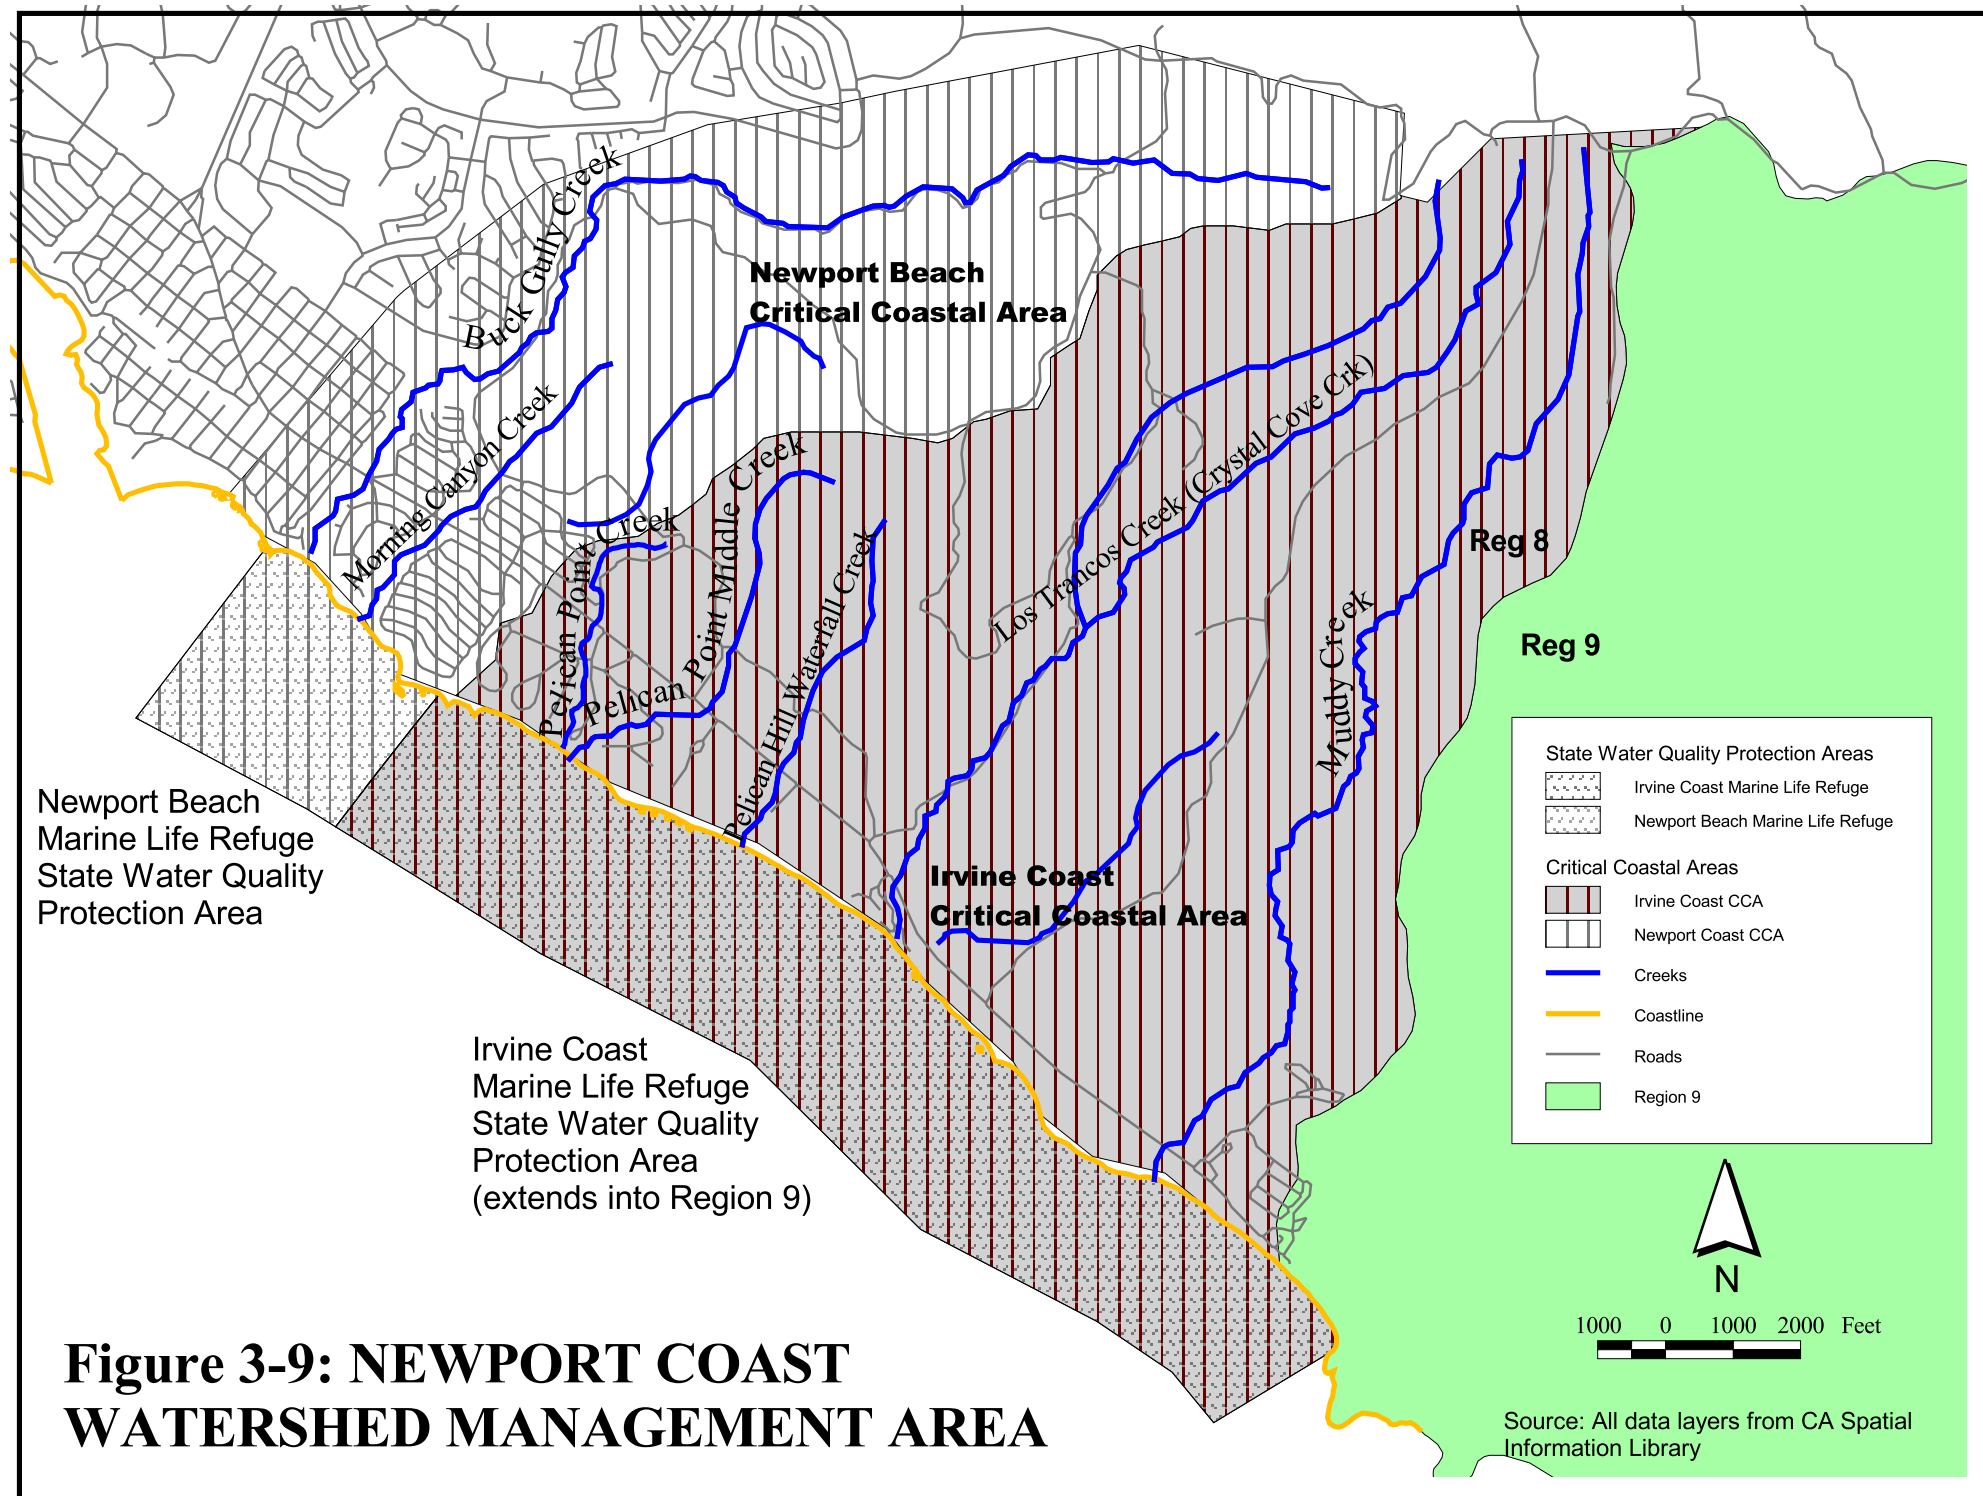 Buck Gully Creek
Newport Beach
Critical Coastal Area
Morning Canyon Creek
Pelican Point Creek
Pelican Point Middle Creek
Pelican Hill Waterfall Creek
Los Trancos Creek (Crystal Cove Crk)
Muddy Creek
Reg 8
Reg 9
Irvine Coast
Critical Coastal Area
Newport Beach
Marine Life Refuge
State Water Quality
Protection Area
Irvine Coast
Marine Life Refuge
State Water Quality
Protection Area
(extends into Region 9)
State Water Quality Protection Areas
Irvine Coast Marine Life Refuge
Newport Beach Marine Life Refuge
Critical Coastal Areas
Irvine Coast CCA
Newport Coast CCA
Creeks
Coastline
Roads
Region 9
N
1000 0 1000 2000 Feet
Source: All data layers from CA Spatial
Information Library
Figure 3-9: NEWPORT COAST
WATERSHED MANAGEMENT AREA